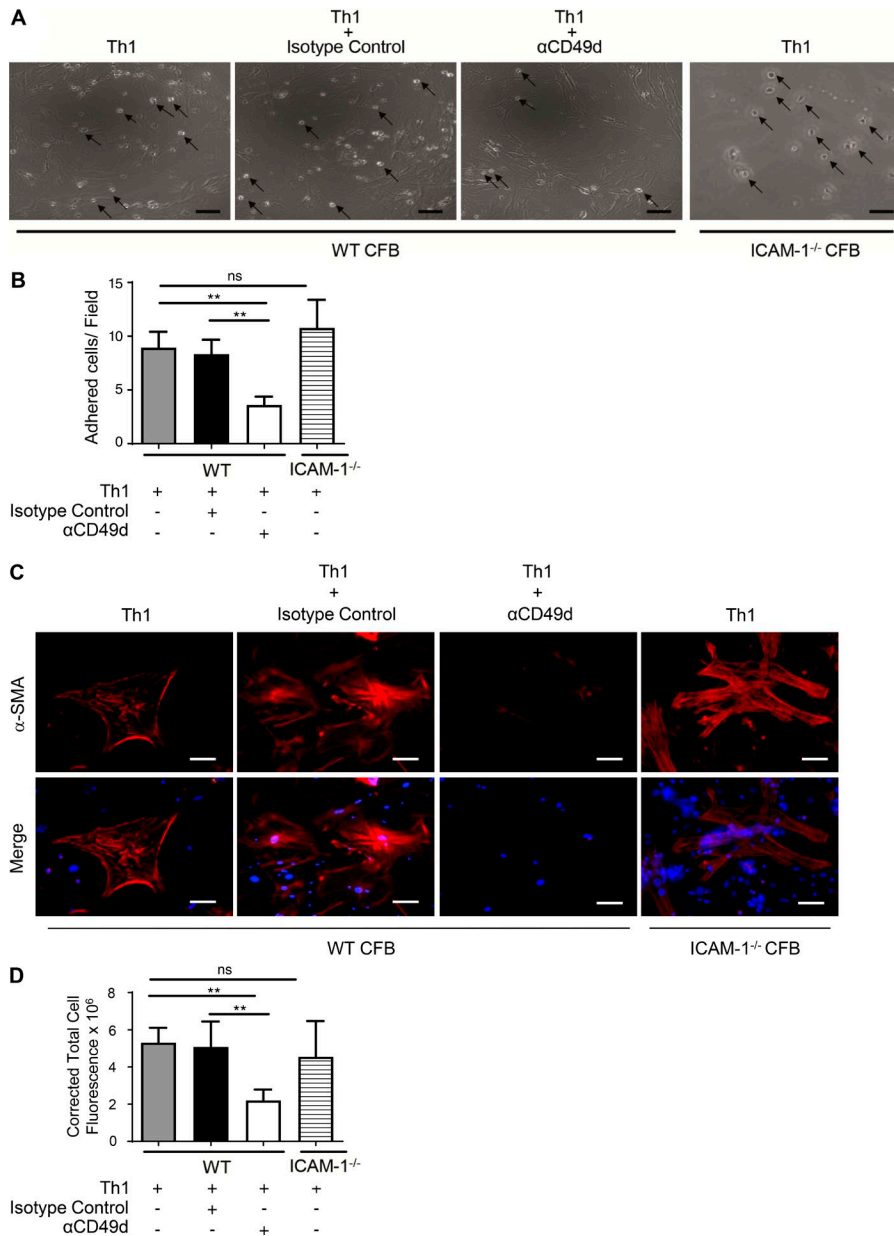 A
Th1
Th1
+
Isotype Control
Th1
+
αCD49d
Th1
WT CFB
ICAM-1-/- CFB
B
Adhered cells/ Field
15
10
5
0
ns
**
**
WT
ICAM-1-/-
Th1 + + + +
Isotype Control - + - -
αCD49d - - + -
C
Th1
Th1
+
Isotype Control
Th1
+
αCD49d
Th1
α-SMA
Merge
WT CFB
ICAM-1-/- CFB
D
Corrected Total Cell
Fluorescence x 10⁶
8
6
4
2
0
ns
**
**
WT
ICAM-1-/-
Th1 + + + +
Isotype Control - + - -
αCD49d - - + -